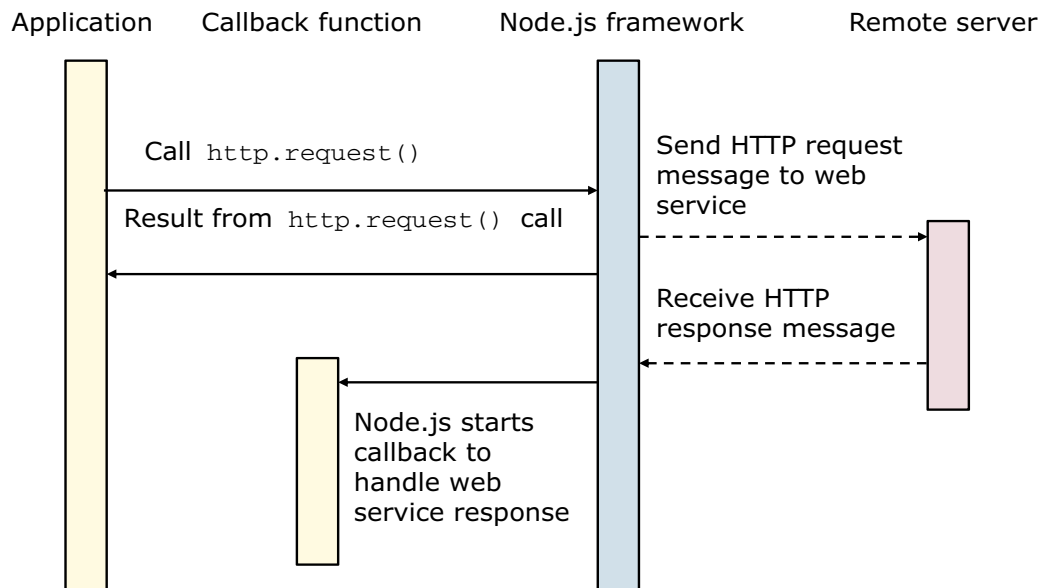 Application
Callback function
Node.js framework
Remote server
Call http.request()
Send HTTP request
message to web
service
Result from http.request() call
Receive HTTP
response message
Node.js starts
callback to
handle web
service response